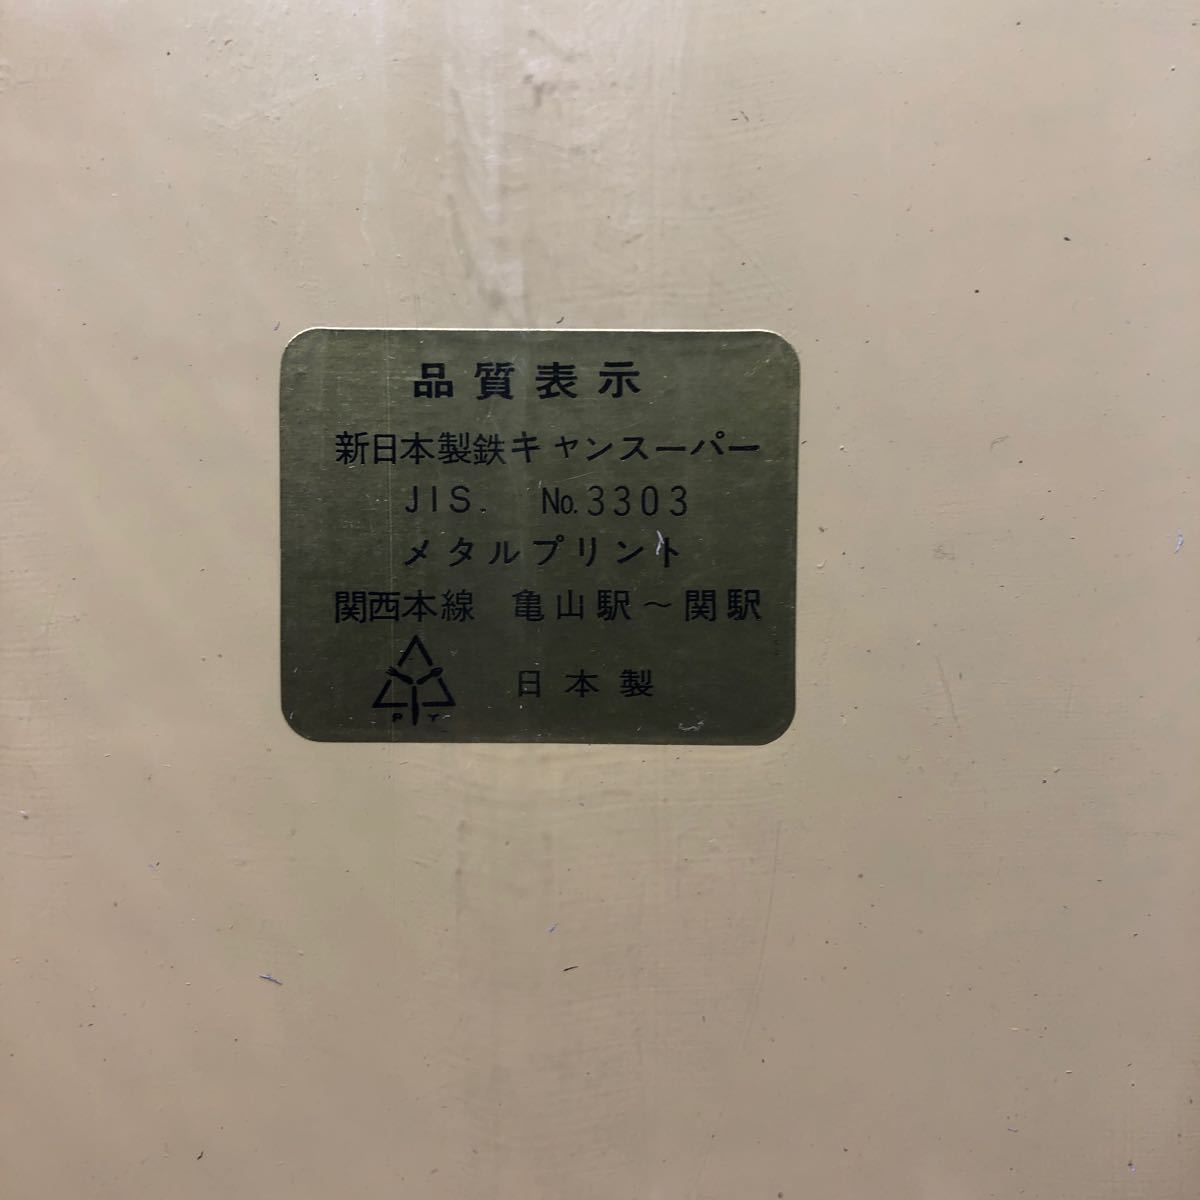 品質表示
新日本製鉄キャンスーパー
JIS. No.3303
メタルプリント
関西本線 亀山駅～関駅
P Y
日本製